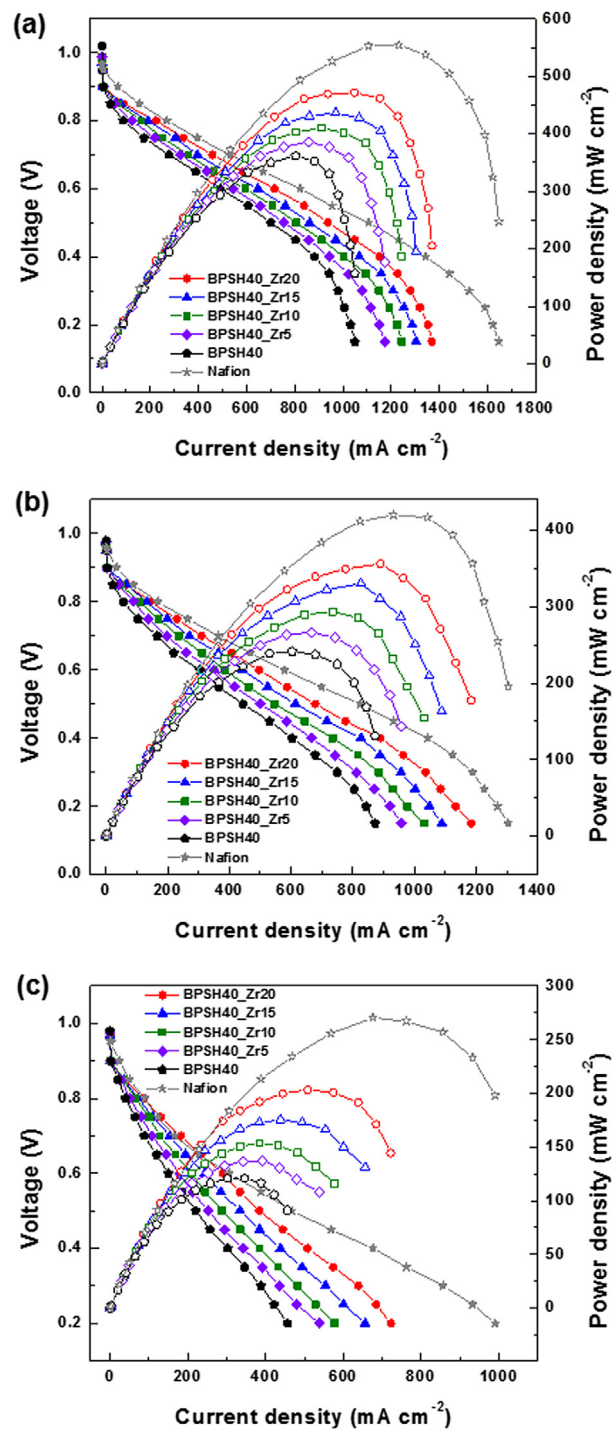 (a)
600
1.0
500
0.8
400
0.6
300
0.4
200
0.2
100
0.0
0
Voltage (V)
Power density (mW cm-2)
BPSH40_Zr20
BPSH40_Zr15
BPSH40_Zr10
BPSH40_Zr5
BPSH40
Nafion
0 200 400 600 800 1000 1200 1400 1600 1800
Current density (mA cm-2)
(b)
1.0
400
0.8
300
0.6
200
0.4
100
0.2
0
0.0
Voltage (V)
Power density (mW cm-2)
BPSH40_Zr20
BPSH40_Zr15
BPSH40_Zr10
BPSH40_Zr5
BPSH40
Nafion
0 200 400 600 800 1000 1200 1400
Current density (mA cm-2)
(c)
300
1.0
250
200
0.8
150
0.6
100
0.4
50
0.2
0
Voltage (V)
Power density (mW cm-2)
BPSH40_Zr20
BPSH40_Zr15
BPSH40_Zr10
BPSH40_Zr5
BPSH40
Nafion
0 200 400 600 800 1000
Current density (mA cm-2)